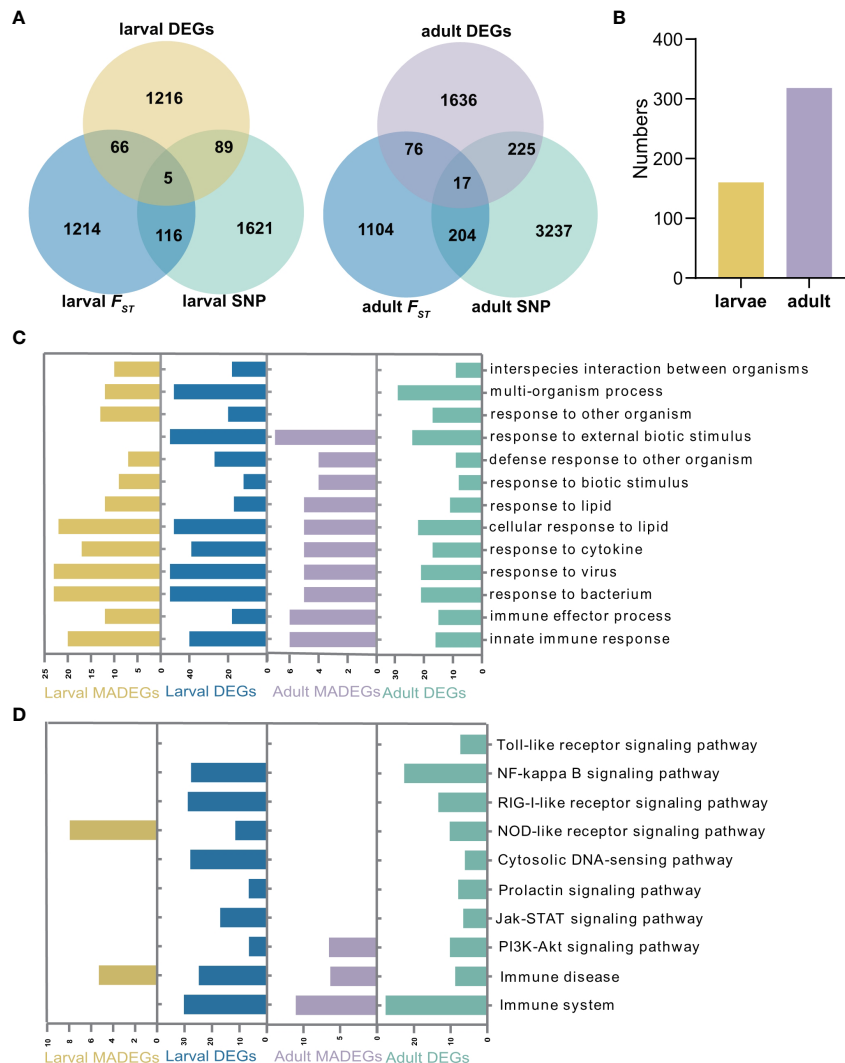 A
larval DEGs
1216
66
89
5
1214
116
1621
larval FST
larval SNP
adult DEGs
1636
76
225
17
1104
204
3237
adult FST
adult SNP
B
Numbers
400
300
200
100
0
larvae adult
C
interspecies interaction between organisms
multi-organism process
response to other organism
response to external biotic stimulus
defense response to other organism
response to biotic stimulus
response to lipid
cellular response to lipid
response to cytokine
response to virus
response to bacterium
immune effector process
innate immune response
25 20 15 10 5 0
40 20 0
6 4 2 0
30 20 10 0
Larval MADEGs Larval DEGs Adult MADEGs Adult DEGs
D
Toll-like receptor signaling pathway
NF-kappa B signaling pathway
RIG-I-like receptor signaling pathway
NOD-like receptor signaling pathway
Cytosolic DNA-sensing pathway
Prolactin signaling pathway
Jak-STAT signaling pathway
PI3K-Akt signaling pathway
Immune disease
Immune system
10 8 6 4 2 0
30 20 10 0
10 5 0
20 10 0
Larval MADEGs Larval DEGs Adult MADEGs Adult DEGs